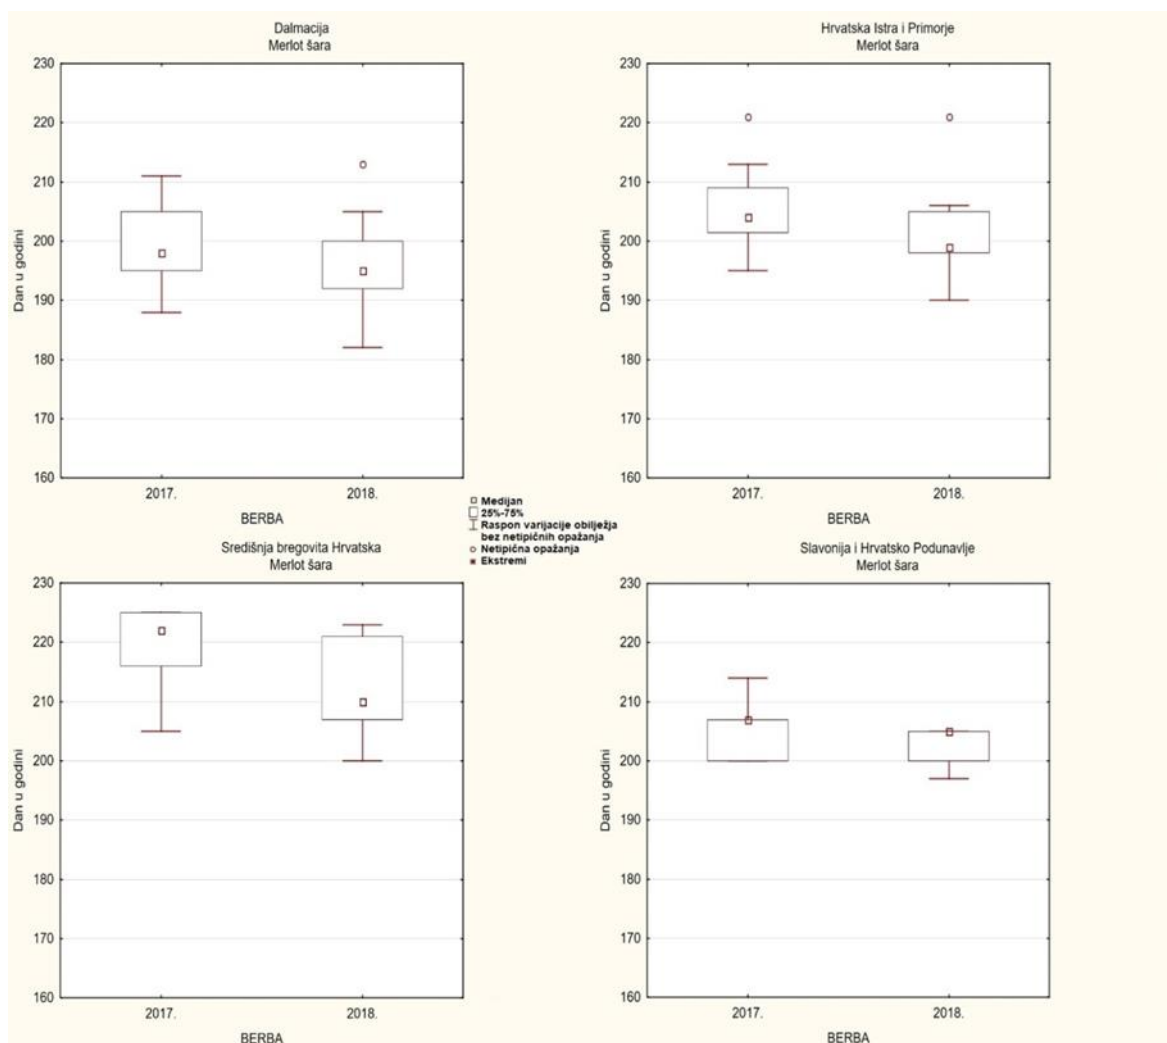 Dalmacija
Merlot šara
Dan u godini
230
220
210
200
190
180
170
160
2017.
2018.
BERBA
Hrvatska Istra i Primorje
Merlot šara
Dan u godini
230
220
210
200
190
180
170
160
2017.
2018.
BERBA
Medijan
25%-75%
Raspon varijacije obilježja
bez netipičnih opažanja
Netipična opažanja
Ekstremi
Središnja bregovita Hrvatska
Merlot šara
Dan u godini
230
220
210
200
190
180
170
160
2017.
2018.
BERBA
Slavonija i Hrvatsko Podunavlje
Merlot šara
Dan u godini
230
220
210
200
190
180
170
160
2017.
2018.
BERBA